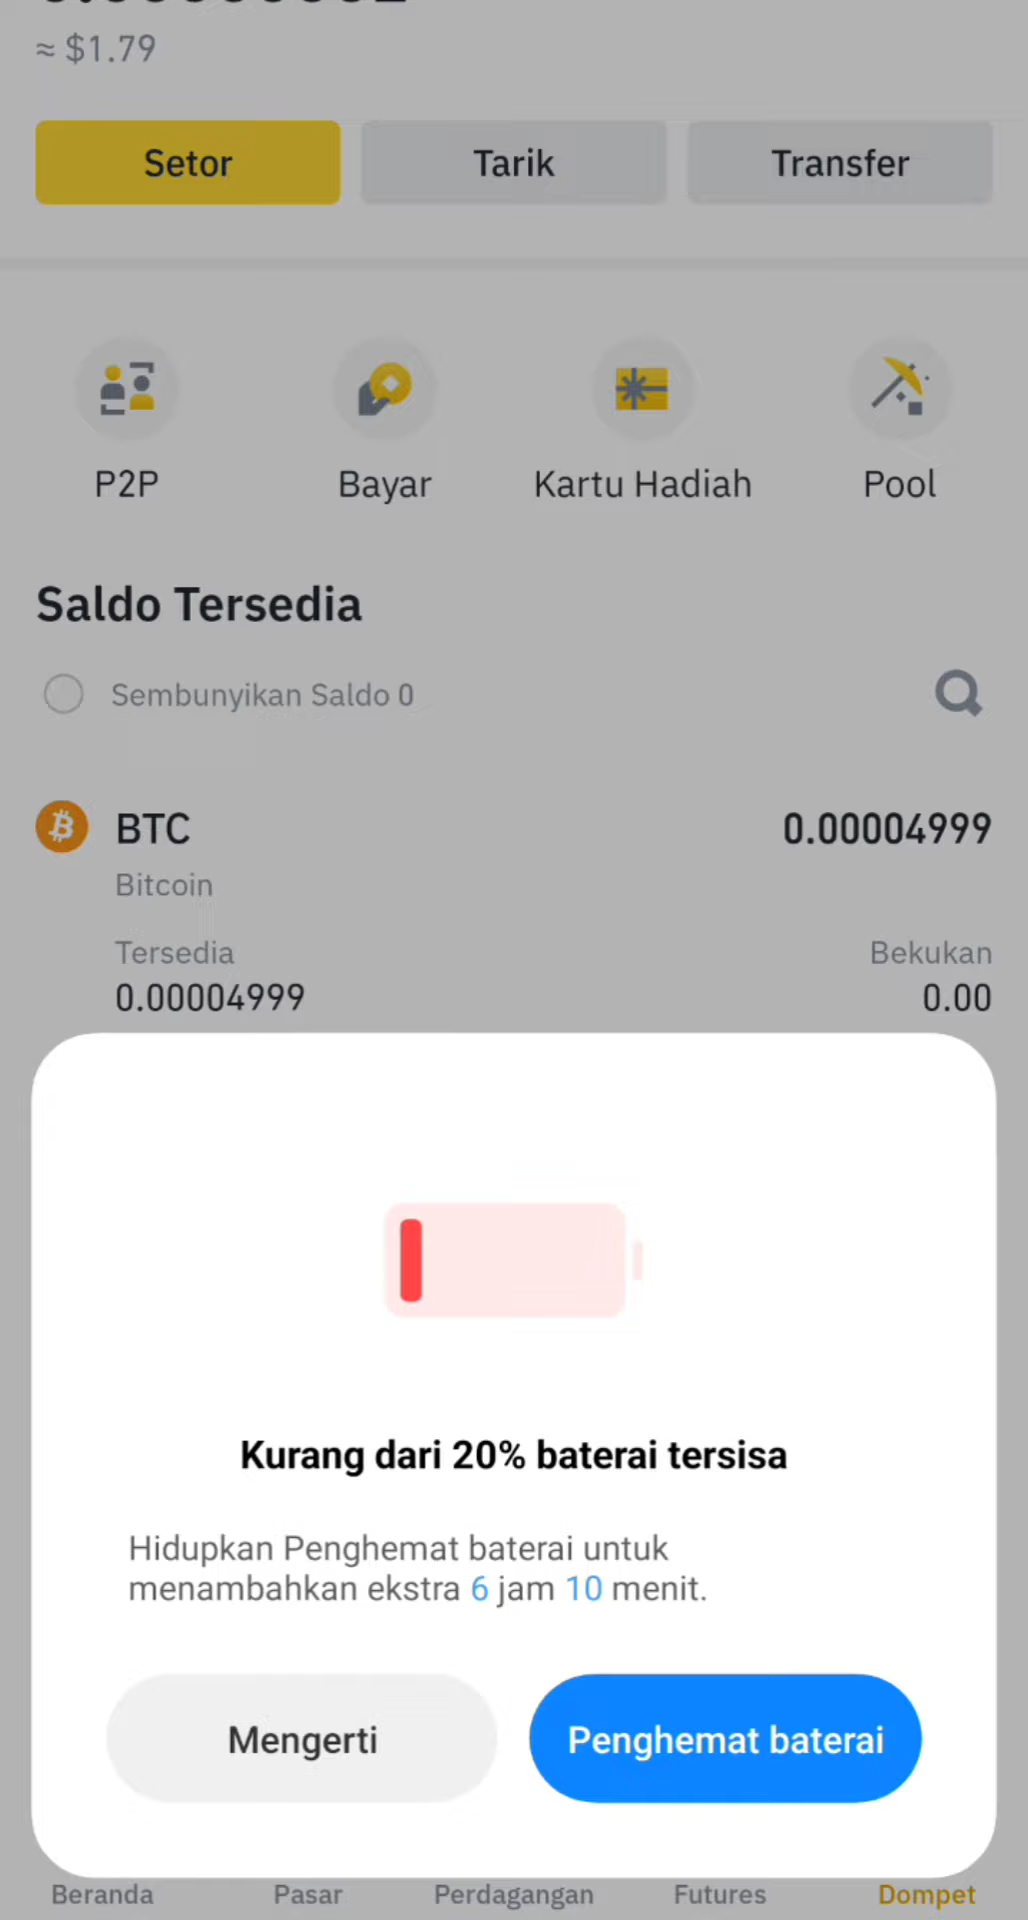 ≈ $1.79
Setor
Tarik
Transfer
P2P
Bayar
Kartu Hadiah
Pool
Saldo Tersedia
Sembunyikan Saldo 0
BTC
0.00004999
Bitcoin
Tersedia
Bekukan
0.00004999
0.00
Kurang dari 20% baterai tersisa
Hidupkan Penghemat baterai untuk
menambahkan ekstra 6 jam 10 menit.
Mengerti
Penghemat baterai
Beranda
Pasar
Perdagangan
Futures
Dompet